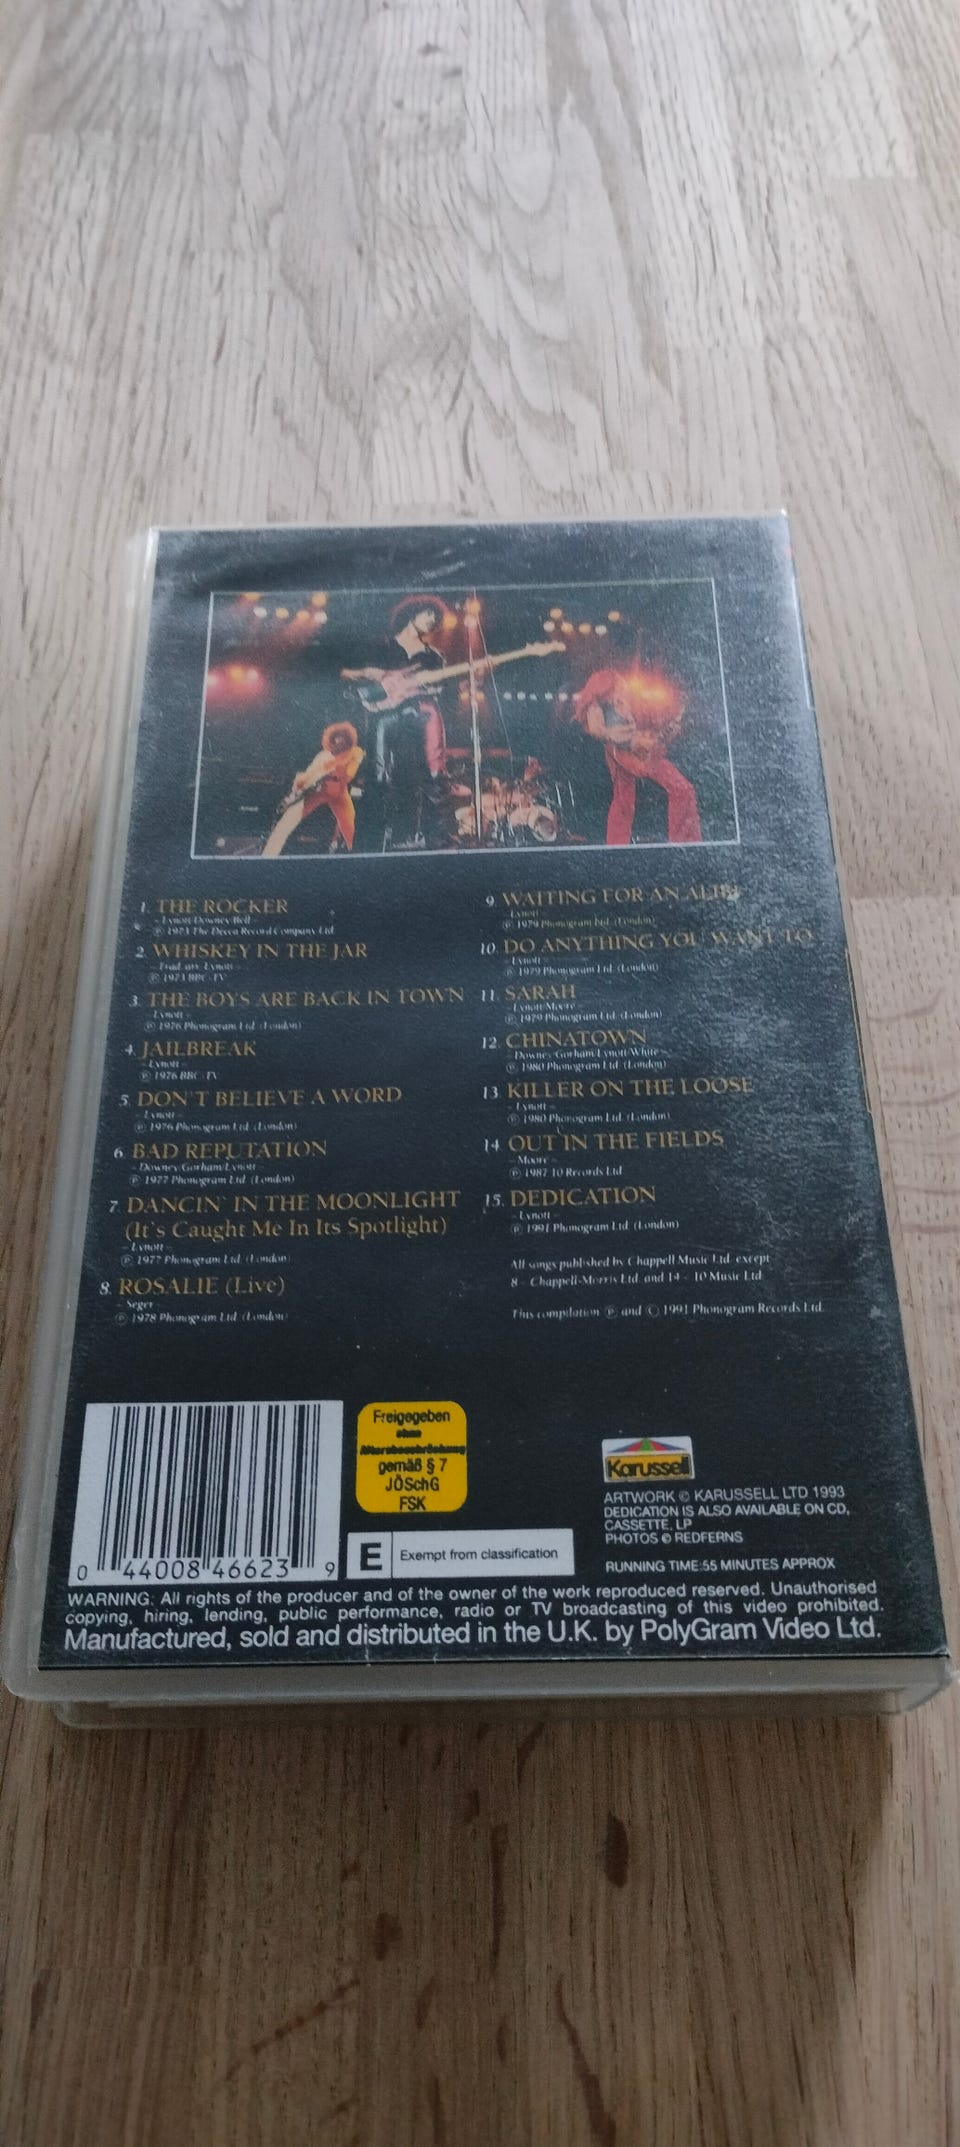 1. THE ROCKER
- Lynott/Downey/Bell -
℗ 1973 The Decca Record Company Ltd
2. WHISKEY IN THE JAR
- Trad. arr. Lynott -
℗ 1973 BBC-TV
3. THE BOYS ARE BACK IN TOWN
- Lynott -
℗ 1976 Phonogram Ltd. (London)
4. JAILBREAK
- Lynott -
℗ 1976 BBC-TV
5. DON'T BELIEVE A WORD
- Lynott -
℗ 1976 Phonogram Ltd. (London)
6. BAD REPUTATION
- Downey/Gorham/Lynott -
℗ 1977 Phonogram Ltd. (London)
7. DANCIN' IN THE MOONLIGHT
(It's Caught Me In Its Spotlight)
- Lynott -
℗ 1977 Phonogram Ltd. (London)
8. ROSALIE (Live)
- Seger -
℗ 1978 Phonogram Ltd. (London)
9. WAITING FOR AN ALIBI
- Lynott -
℗ 1979 Phonogram Ltd. (London)
10. DO ANYTHING YOU WANT TO
- Lynott -
℗ 1979 Phonogram Ltd. (London)
11. SARAH
- Lynott/Moore -
℗ 1979 Phonogram Ltd. (London)
12. CHINATOWN
- Downey/Gorham/Lynott/White -
℗ 1980 Phonogram Ltd. (London)
13. KILLER ON THE LOOSE
- Lynott -
℗ 1980 Phonogram Ltd. (London)
14. OUT IN THE FIELDS
- Moore -
℗ 1987 10 Records Ltd
15. DEDICATION
- Lynott -
℗ 1991 Phonogram Ltd. (London)
All songs published by Chappell Music Ltd. except
8 - Chappell-Morris Ltd. and 14 - 10 Music Ltd
This compilation ℗ and © 1991 Phonogram Records Ltd.
0 44008 46623 9
Freigegeben
ohne
Altersbeschränkung
gemäß § 7
JÖSchG
FSK
E Exempt from classification
Karussell
ARTWORK © KARUSSELL LTD 1993
DEDICATION IS ALSO AVAILABLE ON CD,
CASSETTE, LP
PHOTOS © REDFERNS
RUNNING TIME:55 MINUTES APPROX
WARNING: All rights of the producer and of the owner of the work reproduced reserved. Unauthorised
copying, hiring, lending, public performance, radio or TV broadcasting of this video prohibited.
Manufactured, sold and distributed in the U.K. by PolyGram Video Ltd.